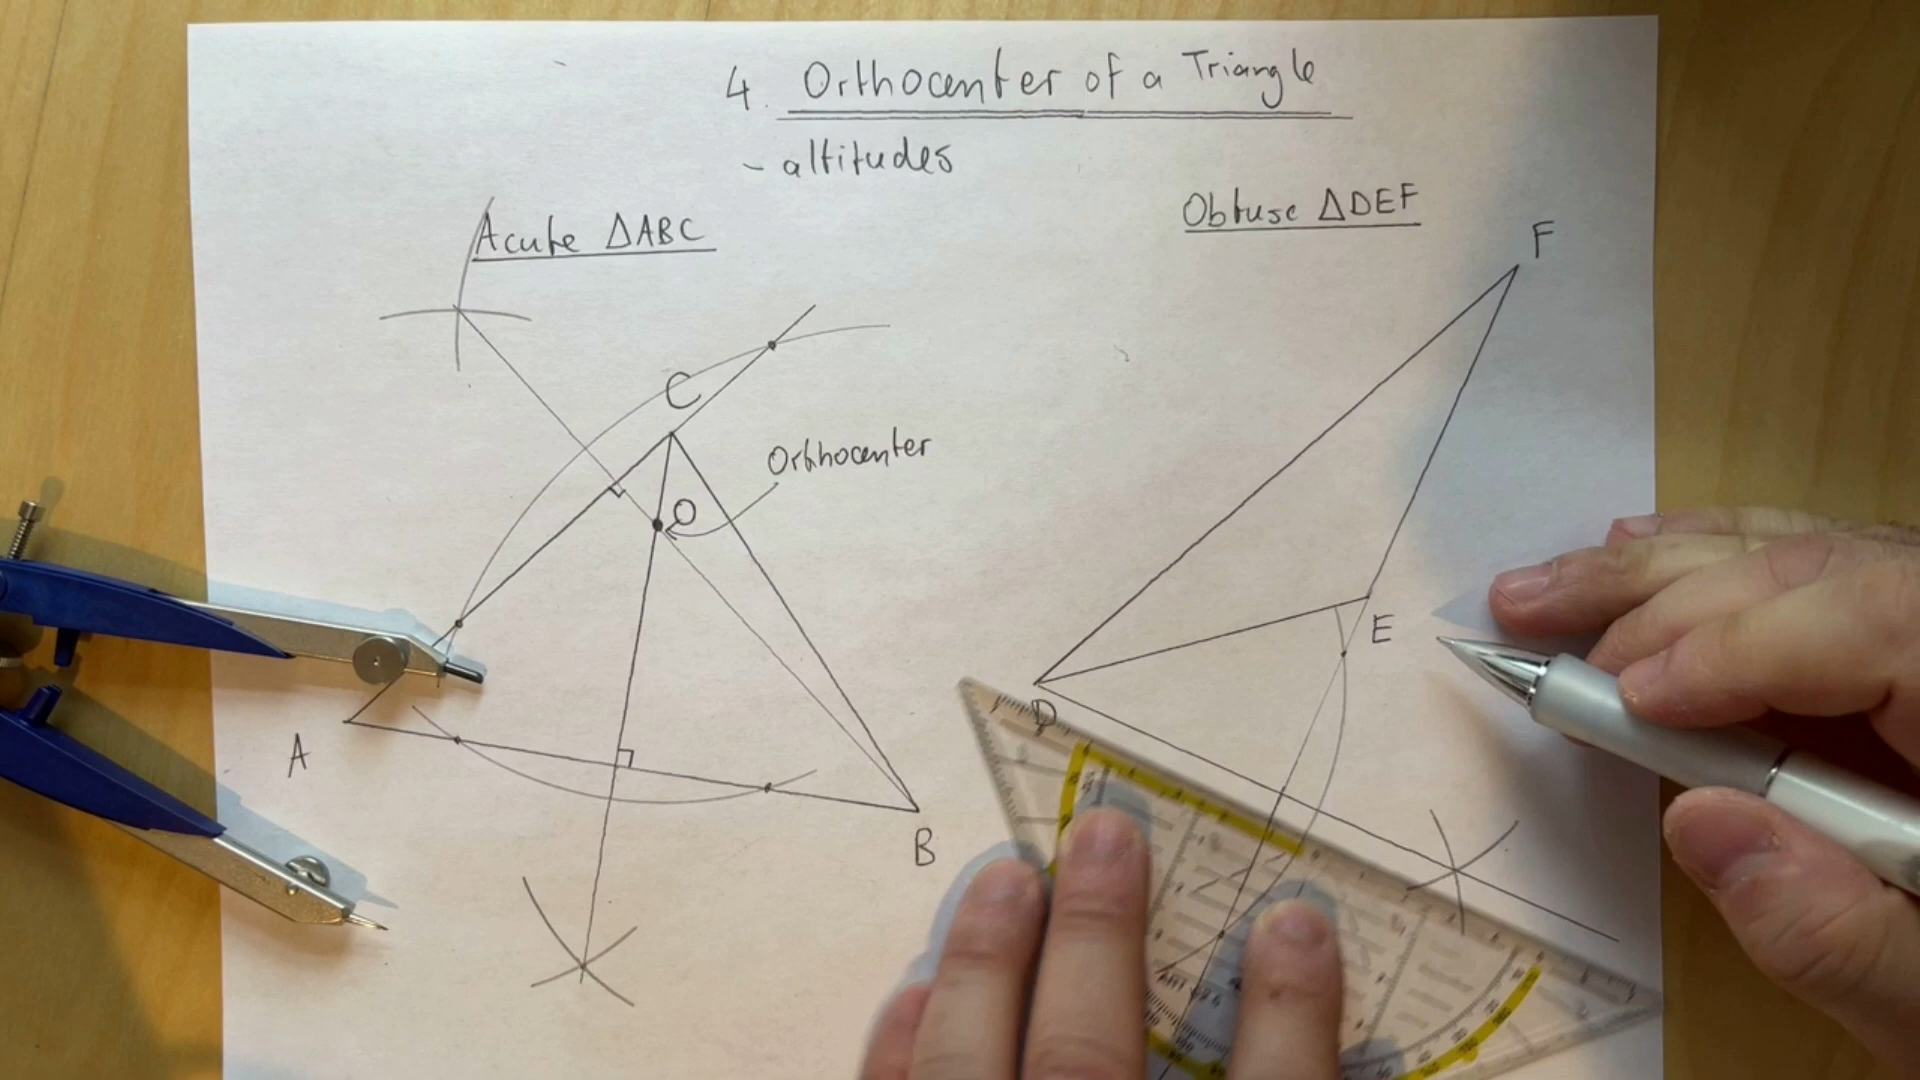 4. Orthocenter of a Triangle
- altitudes
Acute ΔABC
Obtuse ΔDEF
F
C
Orthocenter
O
E
D
A
B